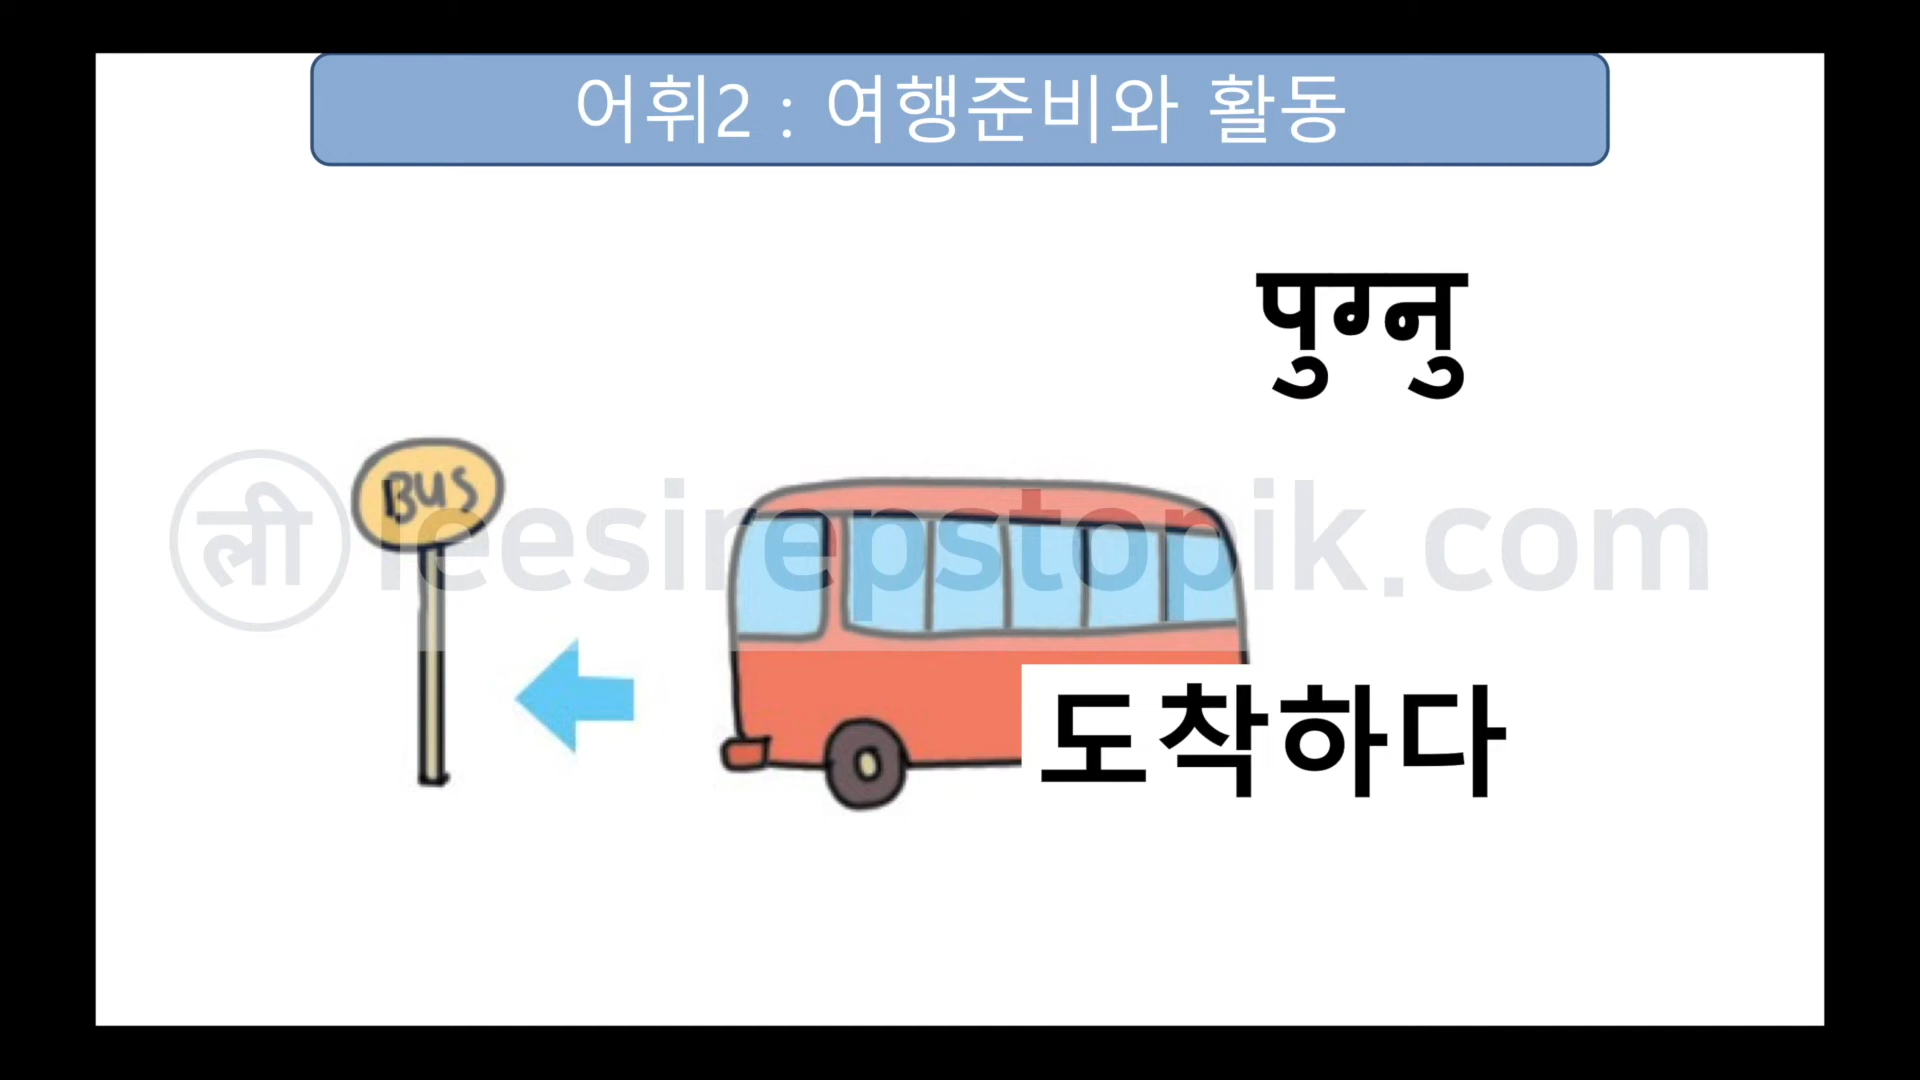 어휘2 : 여행준비와 활동
पुग्नु
BUS
ली leesirepstopik.com
도착하다